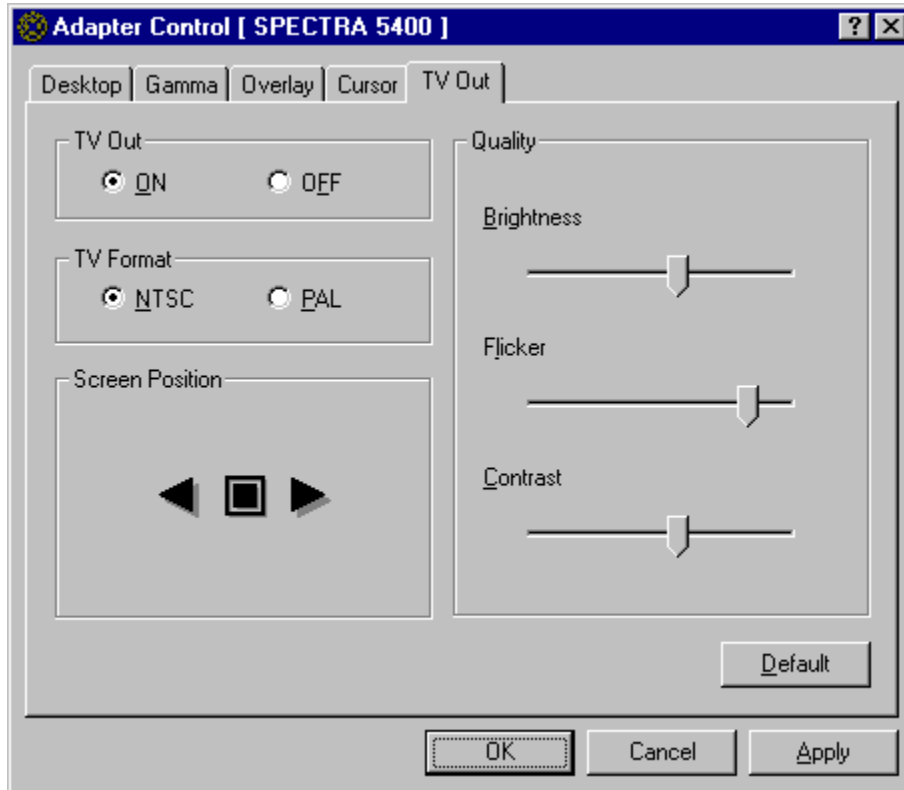 Adapter Control [ SPECTRA 5400 ]
Desktop Gamma Overlay Cursor TV Out
TV Out
ON OFF
TV Format
NTSC PAL
Screen Position
Quality
Brightness
Flicker
Contrast
Default
OK Cancel Apply